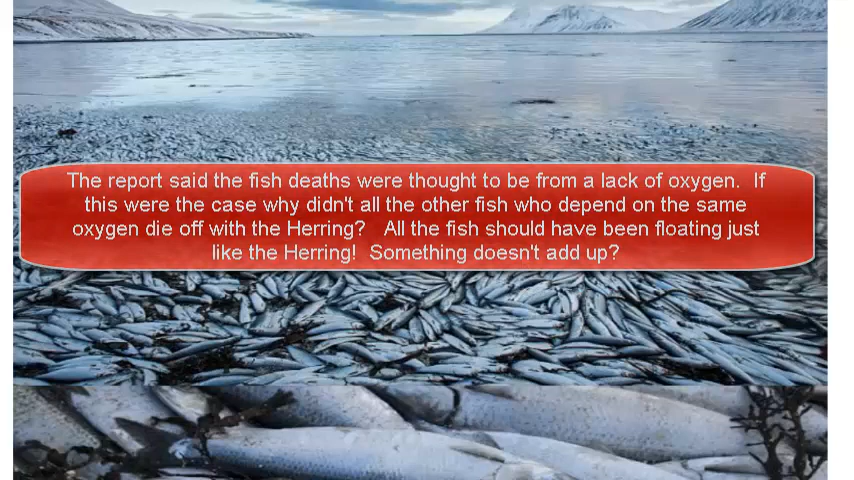 The report said the fish deaths were thought to be from a lack of oxygen.  If
this were the case why didn't all the other fish who depend on the same
oxygen die off with the Herring?   All the fish should have been floating just
like the Herring!  Something doesn't add up?